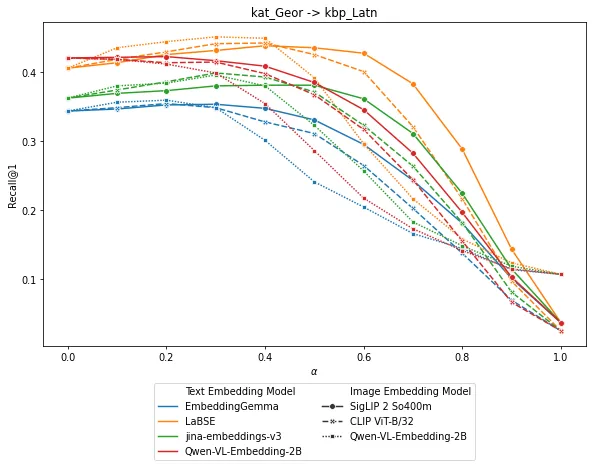 kat_Geor -> kbp_Latn
Recall@1
0.4
0.3
0.2
0.1
0.0 0.2 0.4 0.6 0.8 1.0
α
Text Embedding Model
EmbeddingGemma
LaBSE
jina-embeddings-v3
Qwen-VL-Embedding-2B
Image Embedding Model
SigLIP 2 So400m
CLIP ViT-B/32
Qwen-VL-Embedding-2B